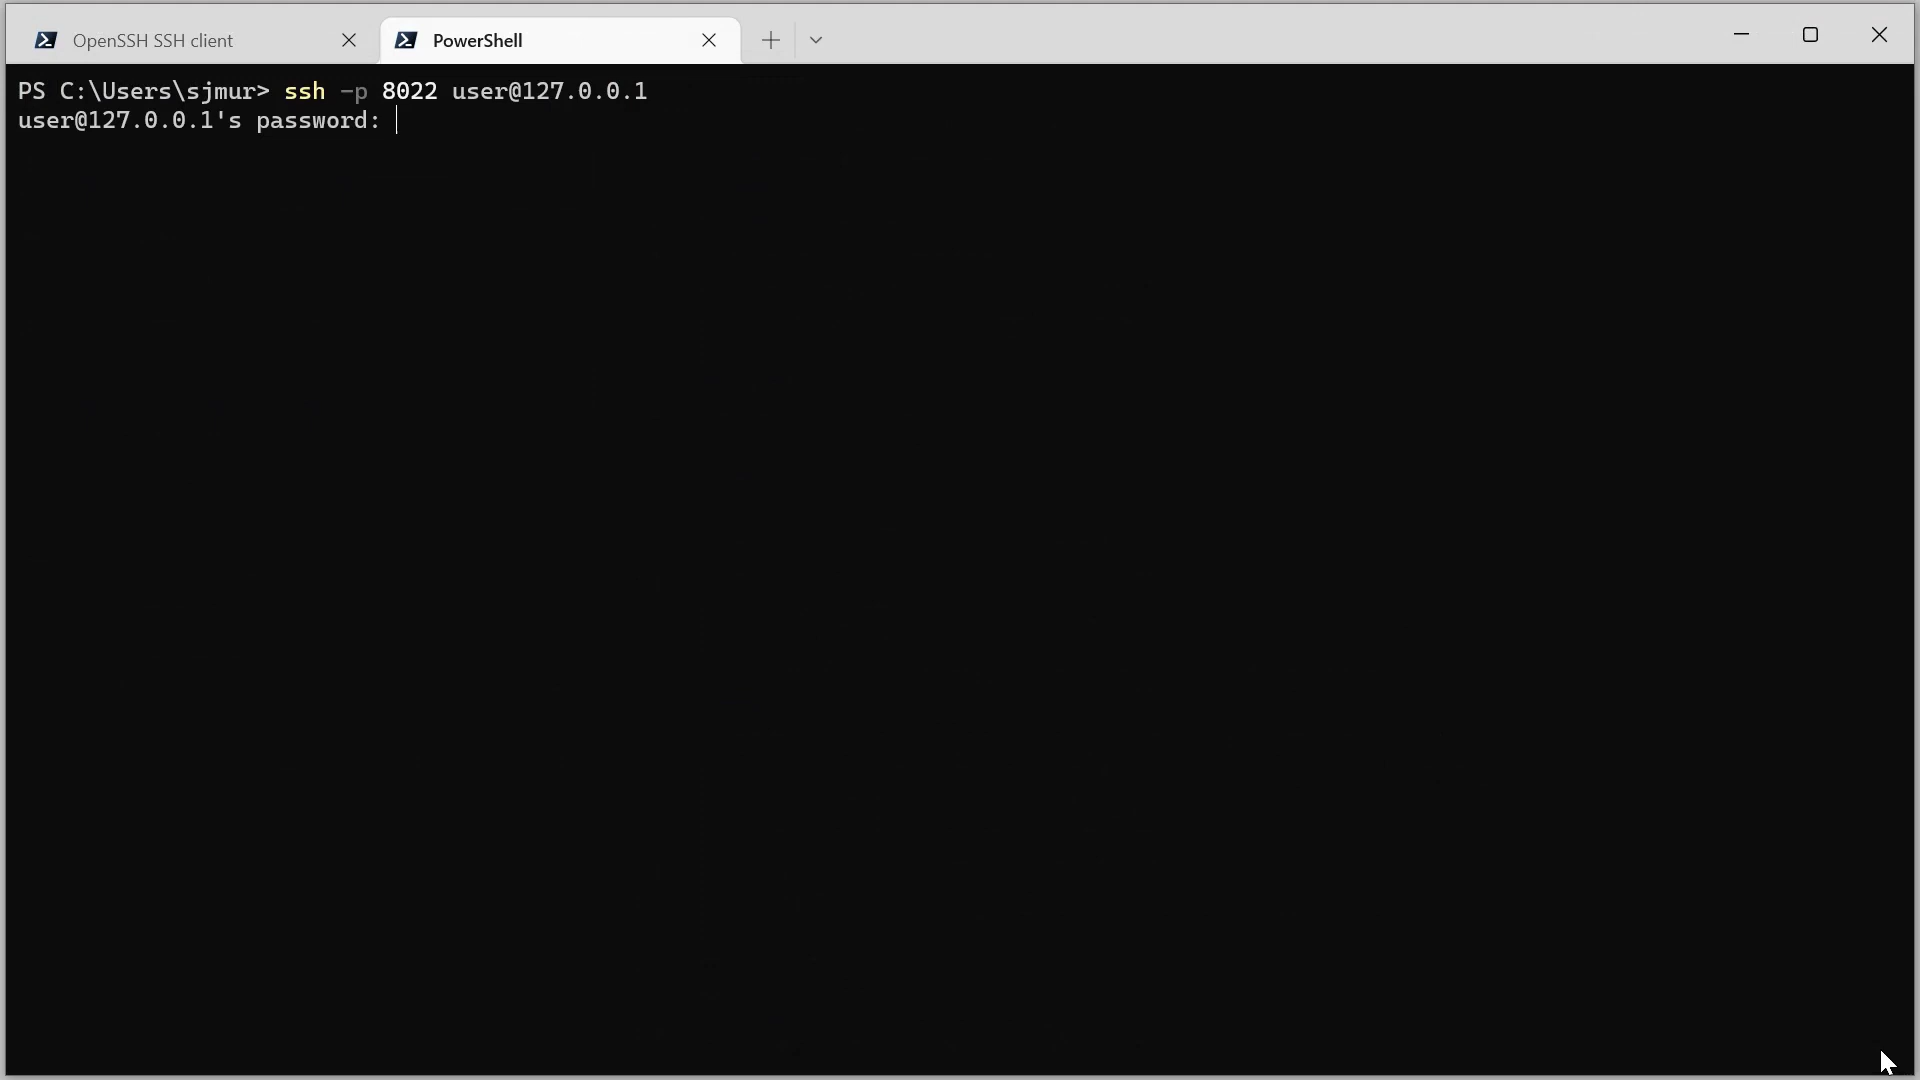 OpenSSH SSH client
PowerShell
PS C:\Users\sjmur> ssh -p 8022 user@127.0.0.1
user@127.0.0.1's password: